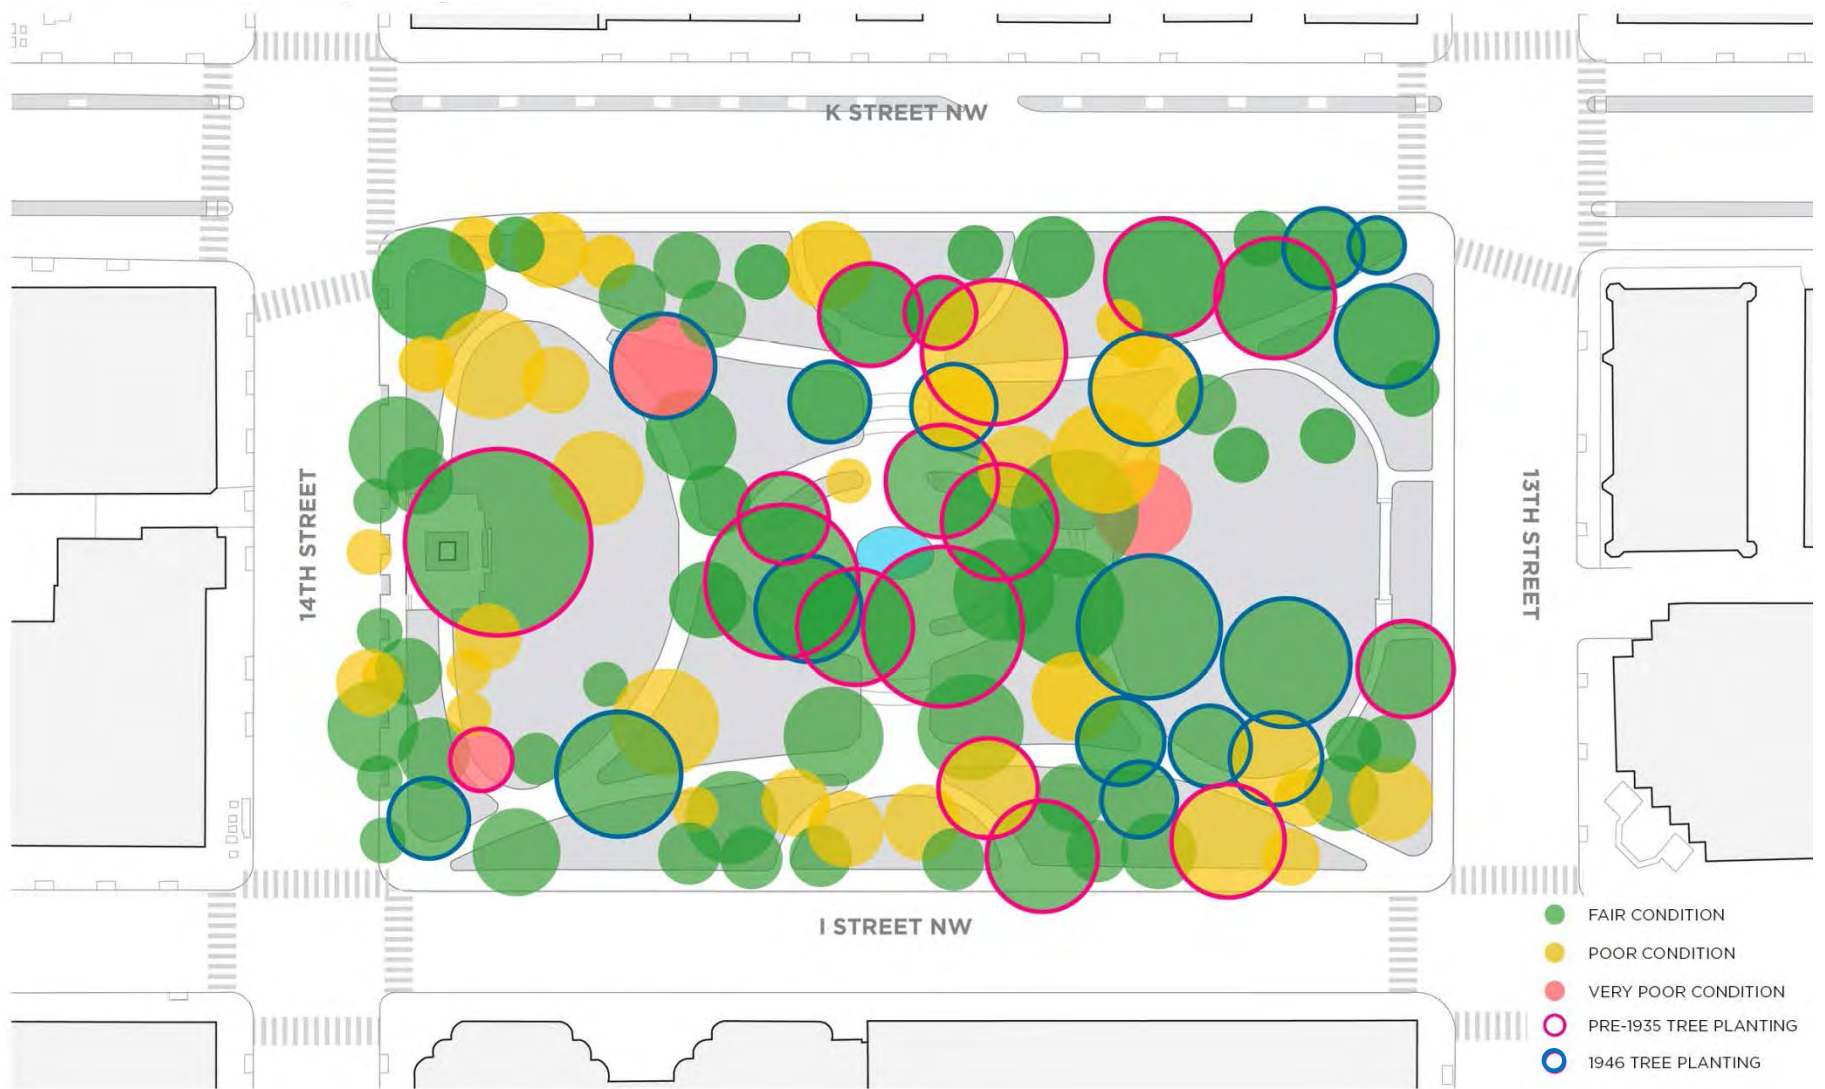 K STREET NW
14TH STREET
13TH STREET
I STREET NW
FAIR CONDITION
POOR CONDITION
VERY POOR CONDITION
PRE-1935 TREE PLANTING
1946 TREE PLANTING